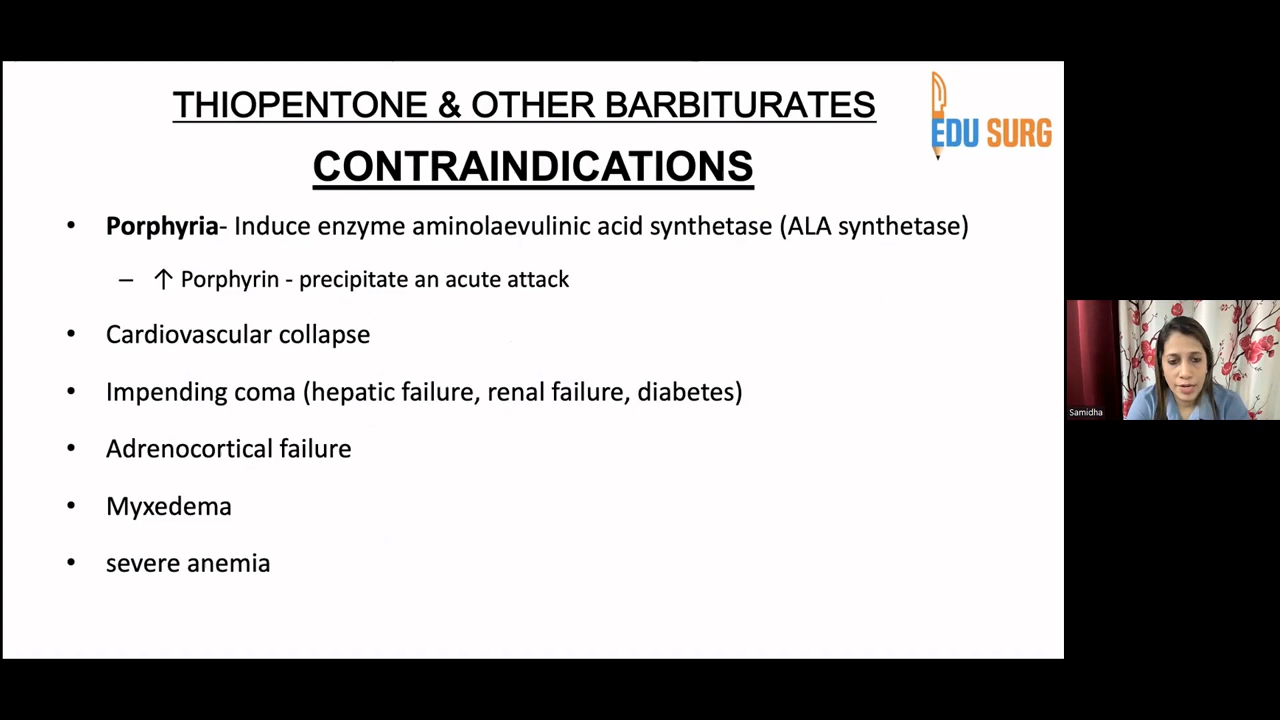 THIOPENTONE & OTHER BARBITURATES
EDU SURG
CONTRAINDICATIONS
• Porphyria- Induce enzyme aminolaevulinic acid synthetase (ALA synthetase)
– ↑ Porphyrin - precipitate an acute attack
• Cardiovascular collapse
• Impending coma (hepatic failure, renal failure, diabetes)
• Adrenocortical failure
• Myxedema
• severe anemia
Samidha